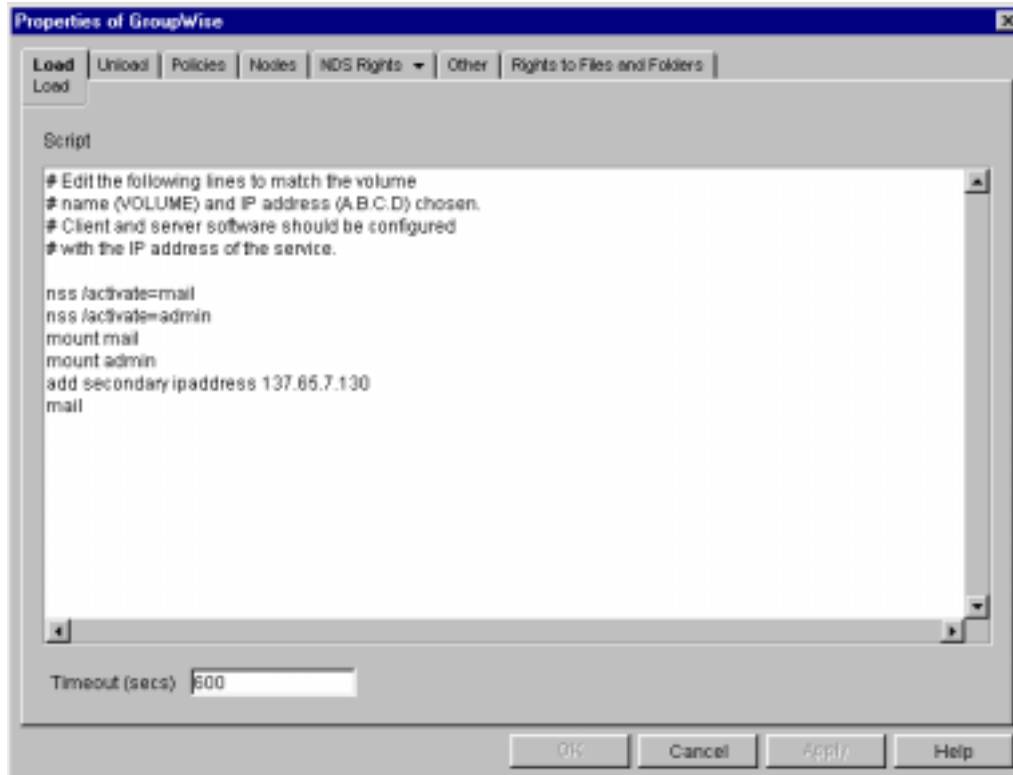 Properties of GroupWise
Load Unload Policies Nodes NDS Rights Other Rights to Files and Folders
Load
Script
# Edit the following lines to match the volume
# name (VOLUME) and IP address (A.B.C.D) chosen.
# Client and server software should be configured
# with the IP address of the service.
nss /activate=mail
nss /activate=admin
mount mail
mount admin
add secondary ipaddress 137.65.7.130
mail
Timeout (secs) 600
OK Cancel Apply Help